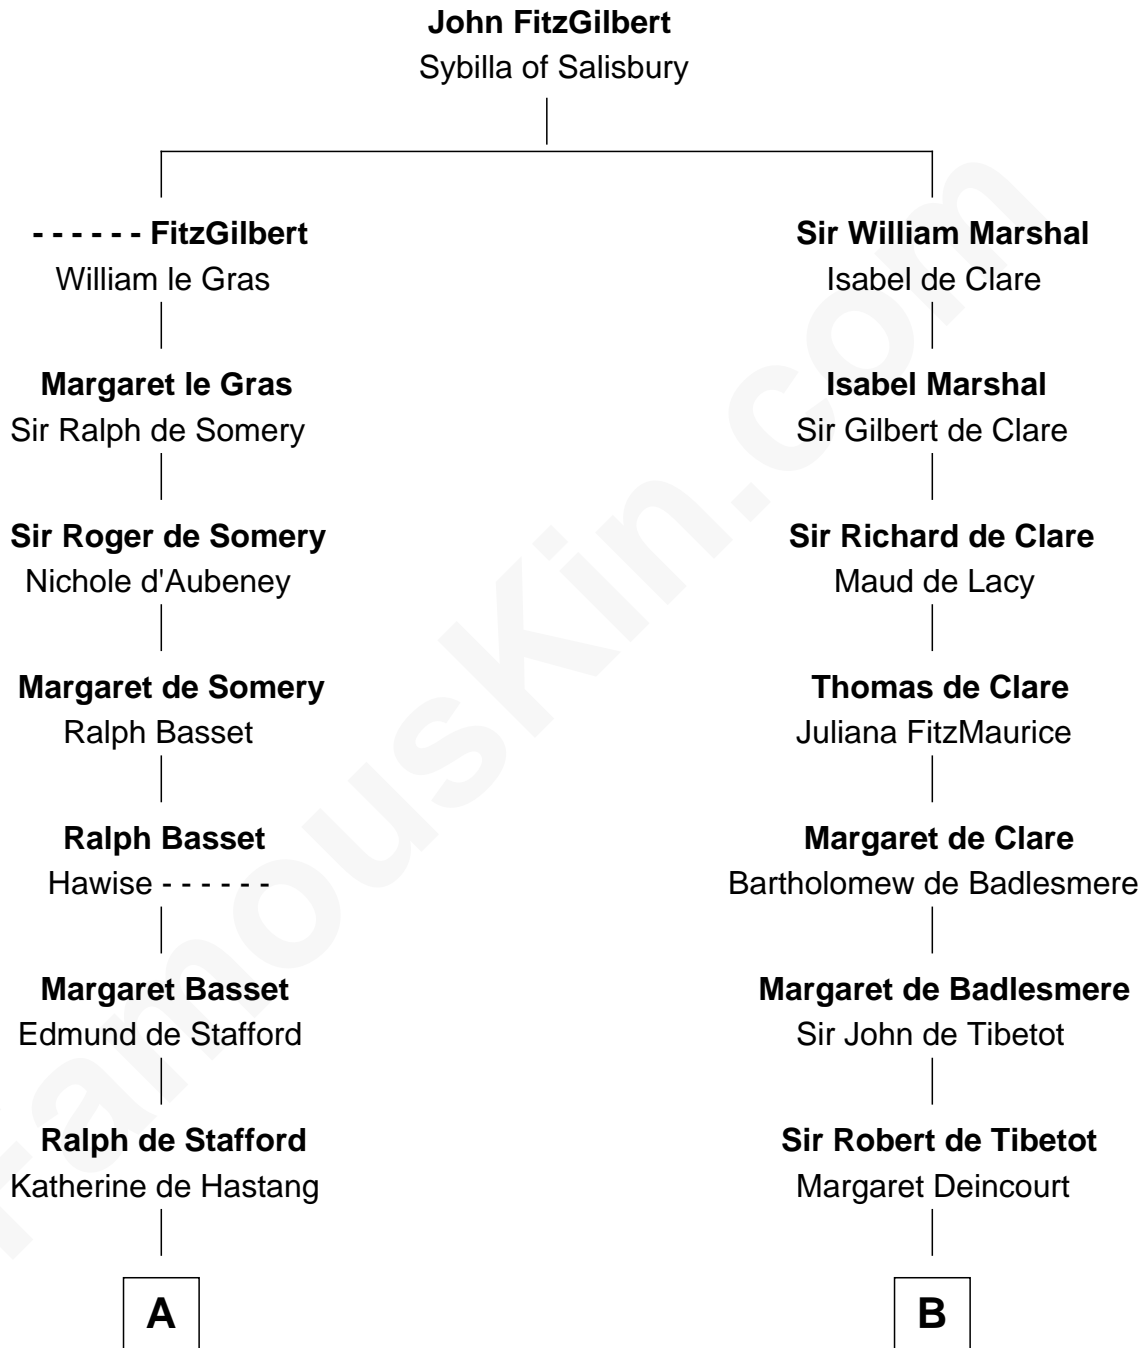 John FitzGilbert
Sybilla of Salisbury
- - - - - - FitzGilbert
William le Gras
Margaret le Gras
Sir Ralph de Somery
Sir Roger de Somery
Nichole d'Aubeney
Margaret de Somery
Ralph Basset
Ralph Basset
Hawise - - - - - -
Margaret Basset
Edmund de Stafford
Ralph de Stafford
Katherine de Hastang
A
Sir William Marshal
Isabel de Clare
Isabel Marshal
Sir Gilbert de Clare
Sir Richard de Clare
Maud de Lacy
Thomas de Clare
Juliana FitzMaurice
Margaret de Clare
Bartholomew de Badlesmere
Margaret de Badlesmere
Sir John de Tibetot
Sir Robert de Tibetot
Margaret Deincourt
B
FamousKin.com